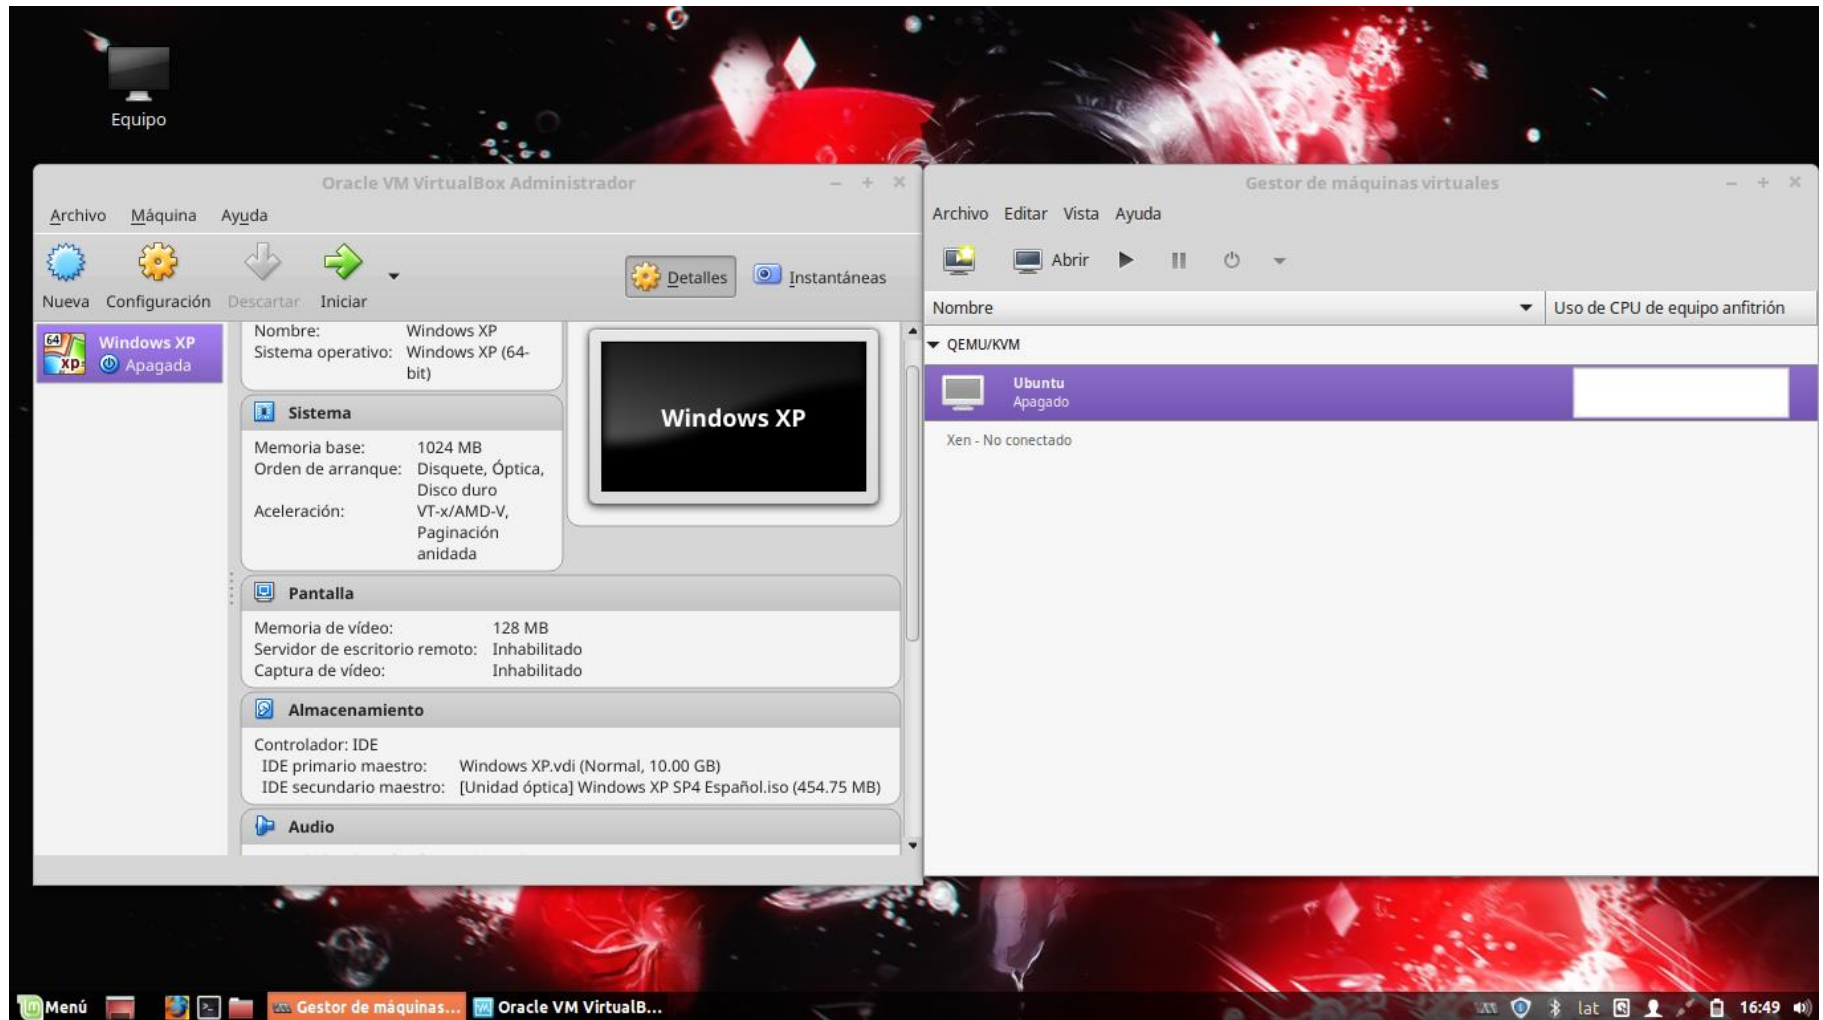 Equipo
Oracle VM VirtualBox Administrador
Archivo Máquina Ayuda
Nueva Configuración Descartar Iniciar
Detalles Instantáneas
64
XP
Windows XP
Apagada
Nombre: Windows XP
Sistema operativo: Windows XP (64-
bit)
Sistema
Memoria base: 1024 MB
Orden de arranque: Disquete, Óptica,
Disco duro
Aceleración: VT-x/AMD-V,
Paginación
anidada
Windows XP
Pantalla
Memoria de vídeo: 128 MB
Servidor de escritorio remoto: Inhabilitado
Captura de vídeo: Inhabilitado
Almacenamiento
Controlador: IDE
IDE primario maestro: Windows XP.vdi (Normal, 10.00 GB)
IDE secundario maestro: [Unidad óptica] Windows XP SP4 Español.iso (454.75 MB)
Audio
Gestor de máquinas virtuales
Archivo Editar Vista Ayuda
Abrir
Nombre Uso de CPU de equipo anfitrión
QEMU/KVM
Ubuntu
Apagado
Xen - No conectado
Menú Gestor de máquinas... Oracle VM VirtualB... lat 16:49